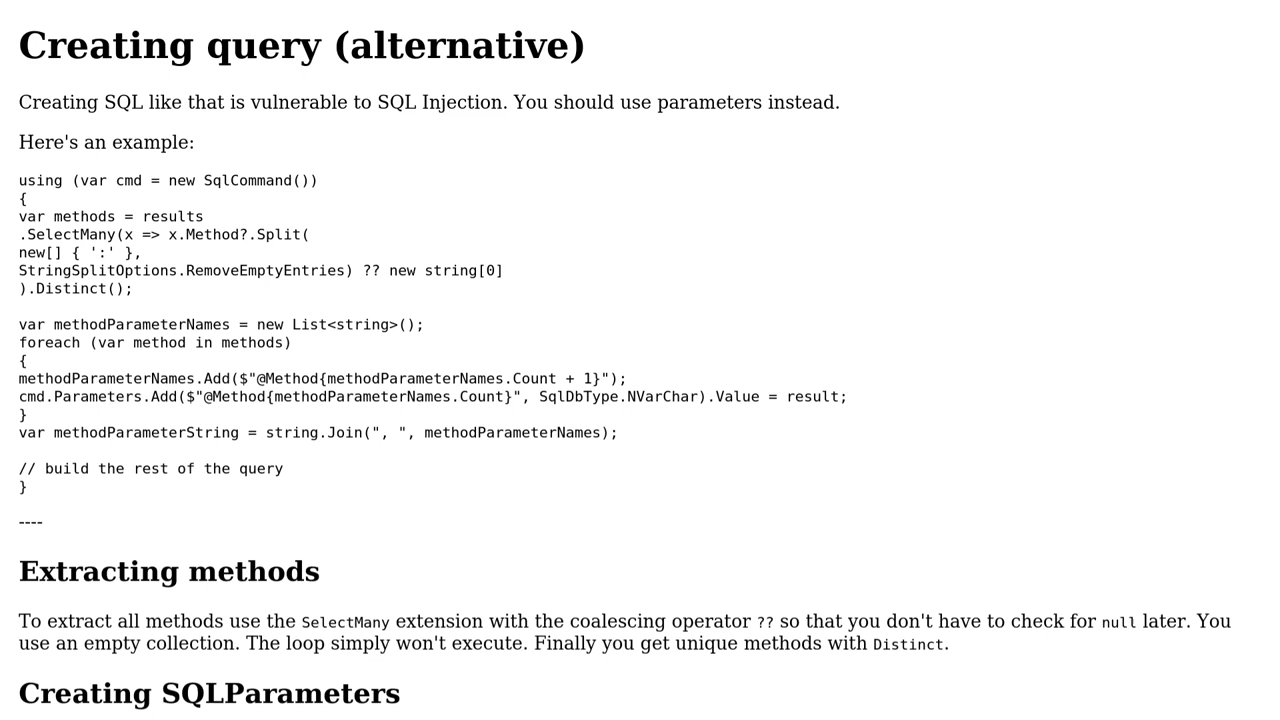 Creating query (alternative)
Creating SQL like that is vulnerable to SQL Injection. You should use parameters instead.
Here's an example:
using (var cmd = new SqlCommand())
{
var methods = results
.SelectMany(x => x.Method?.Split(
new[] { ':' },
StringSplitOptions.RemoveEmptyEntries) ?? new string[0]
).Distinct();
var methodParameterNames = new List<string>();
foreach (var method in methods)
{
methodParameterNames.Add($"@Method{methodParameterNames.Count + 1}");
cmd.Parameters.Add($"@Method{methodParameterNames.Count}", SqlDbType.NVarChar).Value = result;
}
var methodParameterString = string.Join(", ", methodParameterNames);
// build the rest of the query
}
----
Extracting methods
To extract all methods use the SelectMany extension with the coalescing operator ?? so that you don't have to check for null later. You
use an empty collection. The loop simply won't execute. Finally you get unique methods with Distinct.
Creating SQLParameters